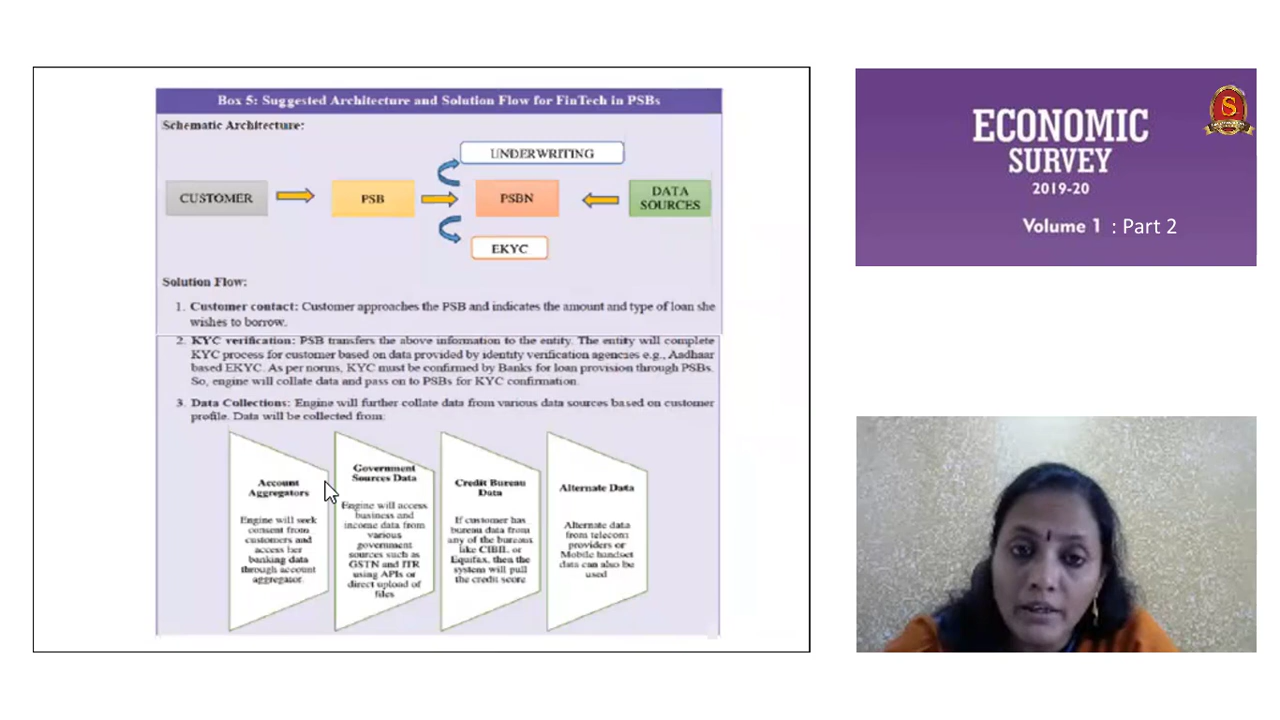 Box 5: Suggested Architecture and Solution Flow for FinTech in PSBs
Schematic Architecture:
UNDERWRITING
CUSTOMER
PSB
PSBN
DATA
SOURCES
EKYC
Solution Flow:
1. Customer contact: Customer approaches the PSB and indicates the amount and type of loan she
wishes to borrow.
2. KYC verification: PSB transfers the above information to the entity. The entity will complete
KYC process for customer based on data provided by identity verification agencies e.g., Aadhaar
based EKYC. As per norms, KYC must be confirmed by Banks for loan provision through PSBs.
So, engine will collate data and pass on to PSBs for KYC confirmation.
3. Data Collections: Engine will further collate data from various data sources based on customer
profile. Data will be collected from:
Account
Aggregators
Engine will seek
consent from
customers and
access her
banking data
through account
aggregator.
Government
Sources Data
Engine will access
business and
income data from
various
government
sources such as
GSTN and ITR
using APIs or
direct upload of
files
Credit Bureau
Data
If customer has
bureau data from
any of the bureaus
like CIBIL or
Equifax, then the
system will pull
the credit score
Alternate Data
Alternate data
from telecom
providers or
Mobile handset
data can also be
used
ECONOMIC
SURVEY
2019-20
Volume 1 : Part 2
S